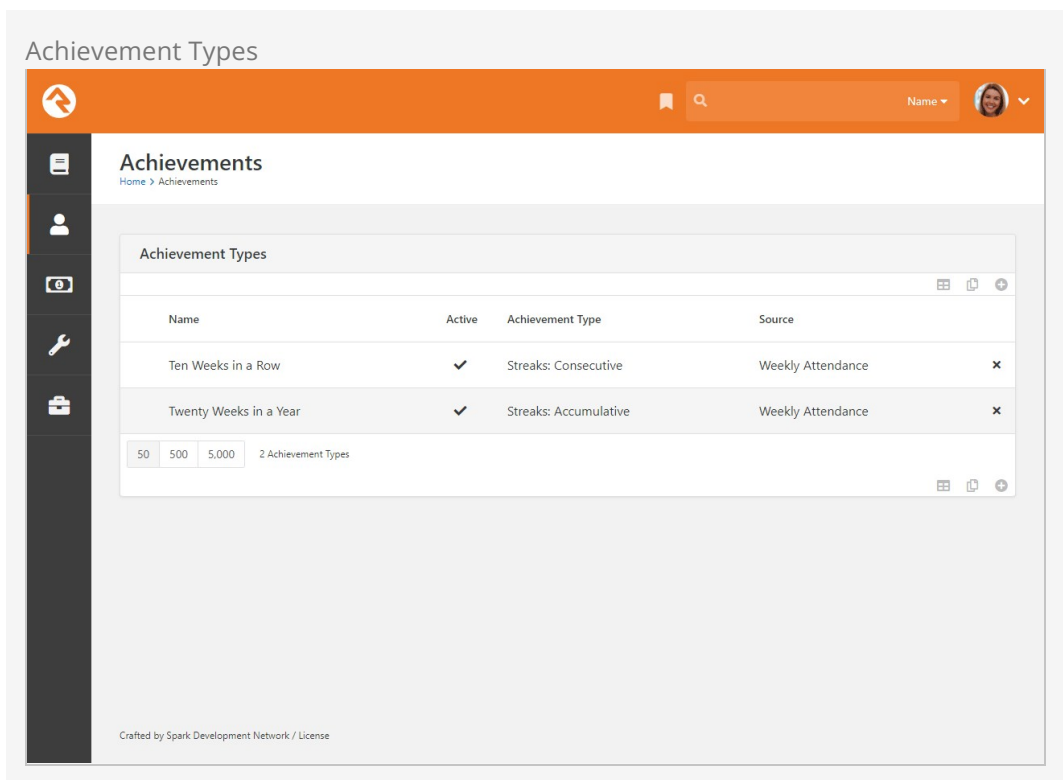 Achievement Types
Name
Achievements
Home > Achievements
Achievement Types
Name Active Achievement Type Source
Ten Weeks in a Row Streaks: Consecutive Weekly Attendance
Twenty Weeks in a Year Streaks: Accumulative Weekly Attendance
50 500 5,000 2 Achievement Types
Crafted by Spark Development Network / License